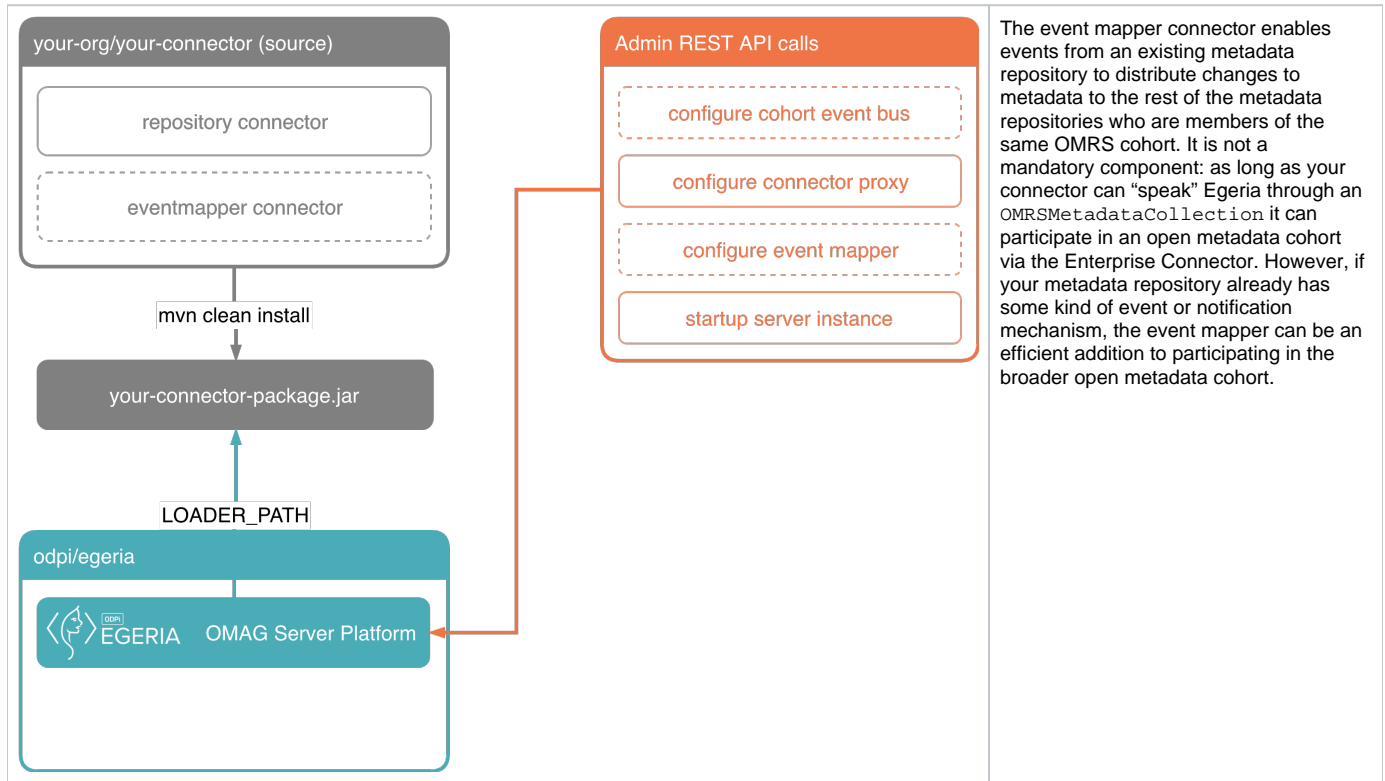 your-org/your-connector (source)
repository connector
eventmapper connector
mvn clean install
your-connector-package.jar
LOADER_PATH
odpi/egeria
ODPi
EGERIA
OMAG Server Platform
Admin REST API calls
configure cohort event bus
configure connector proxy
configure event mapper
startup server instance
The event mapper connector enables
events from an existing metadata
repository to distribute changes to
metadata to the rest of the metadata
repositories who are members of the
same OMRS cohort. It is not a
mandatory component: as long as your
connector can “speak” Egeria through an
OMRSMetadataCollection it can
participate in an open metadata cohort
via the Enterprise Connector. However, if
your metadata repository already has
some kind of event or notification
mechanism, the event mapper can be an
efficient addition to participating in the
broader open metadata cohort.